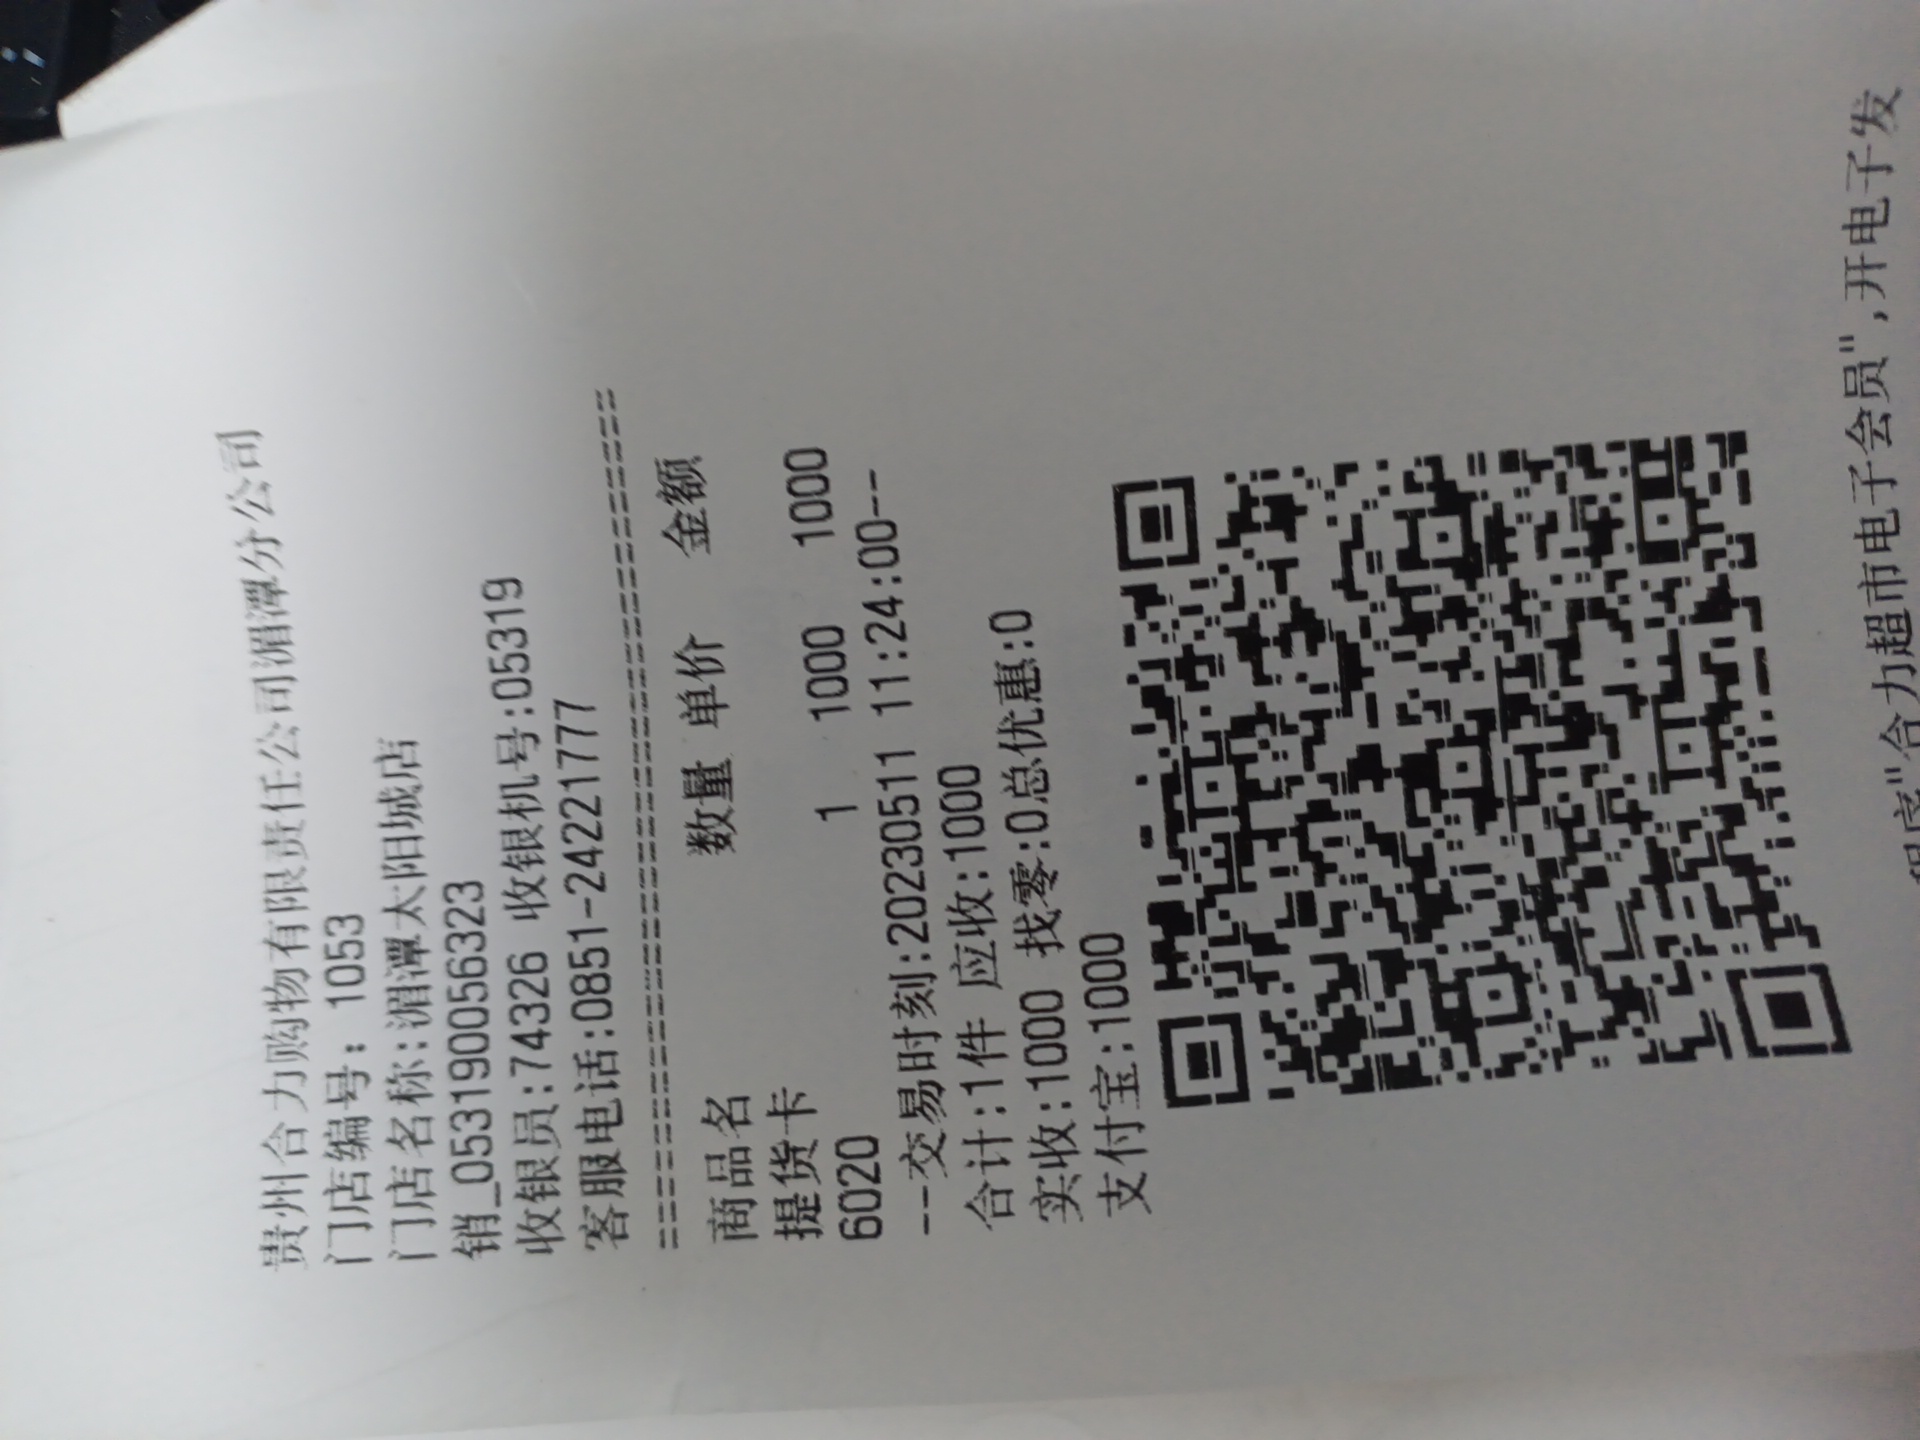 贵州合力购物有限责任公司湄潭分公司
门店编号：1053
门店名称:湄潭太阳城店
销_0531900056323
收银员:74326 收银机号:05319
客服电话:0851-24221777
========================================
商品名 数量 单价 金额
提货卡 1 1000 1000
6020
--交易时刻:20230511 11:24:00--
合计:1件 应收:1000
实收:1000 找零:0总优惠:0
支付宝:1000
程序"合力超市电子会员",开电子发